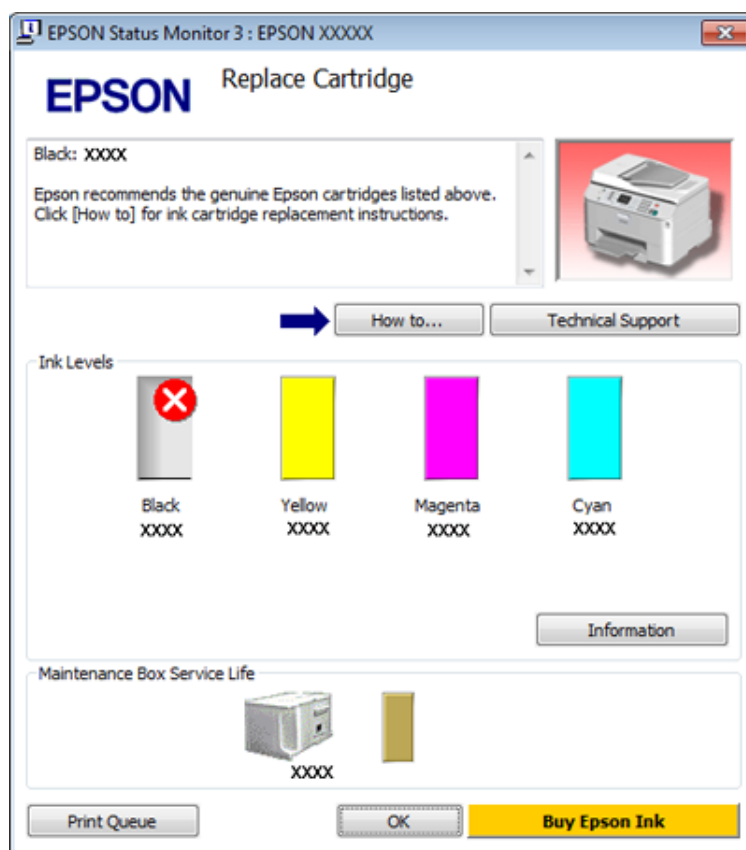 EPSON Status Monitor 3 : EPSON XXXXX
EPSON
Replace Cartridge
Black: XXXX
Epson recommends the genuine Epson cartridges listed above.
Click [How to] for ink cartridge replacement instructions.
How to...
Technical Support
Ink Levels
Black
Yellow
Magenta
Cyan
XXXX
XXXX
XXXX
XXXX
Information
Maintenance Box Service Life
XXXX
Print Queue
OK
Buy Epson Ink